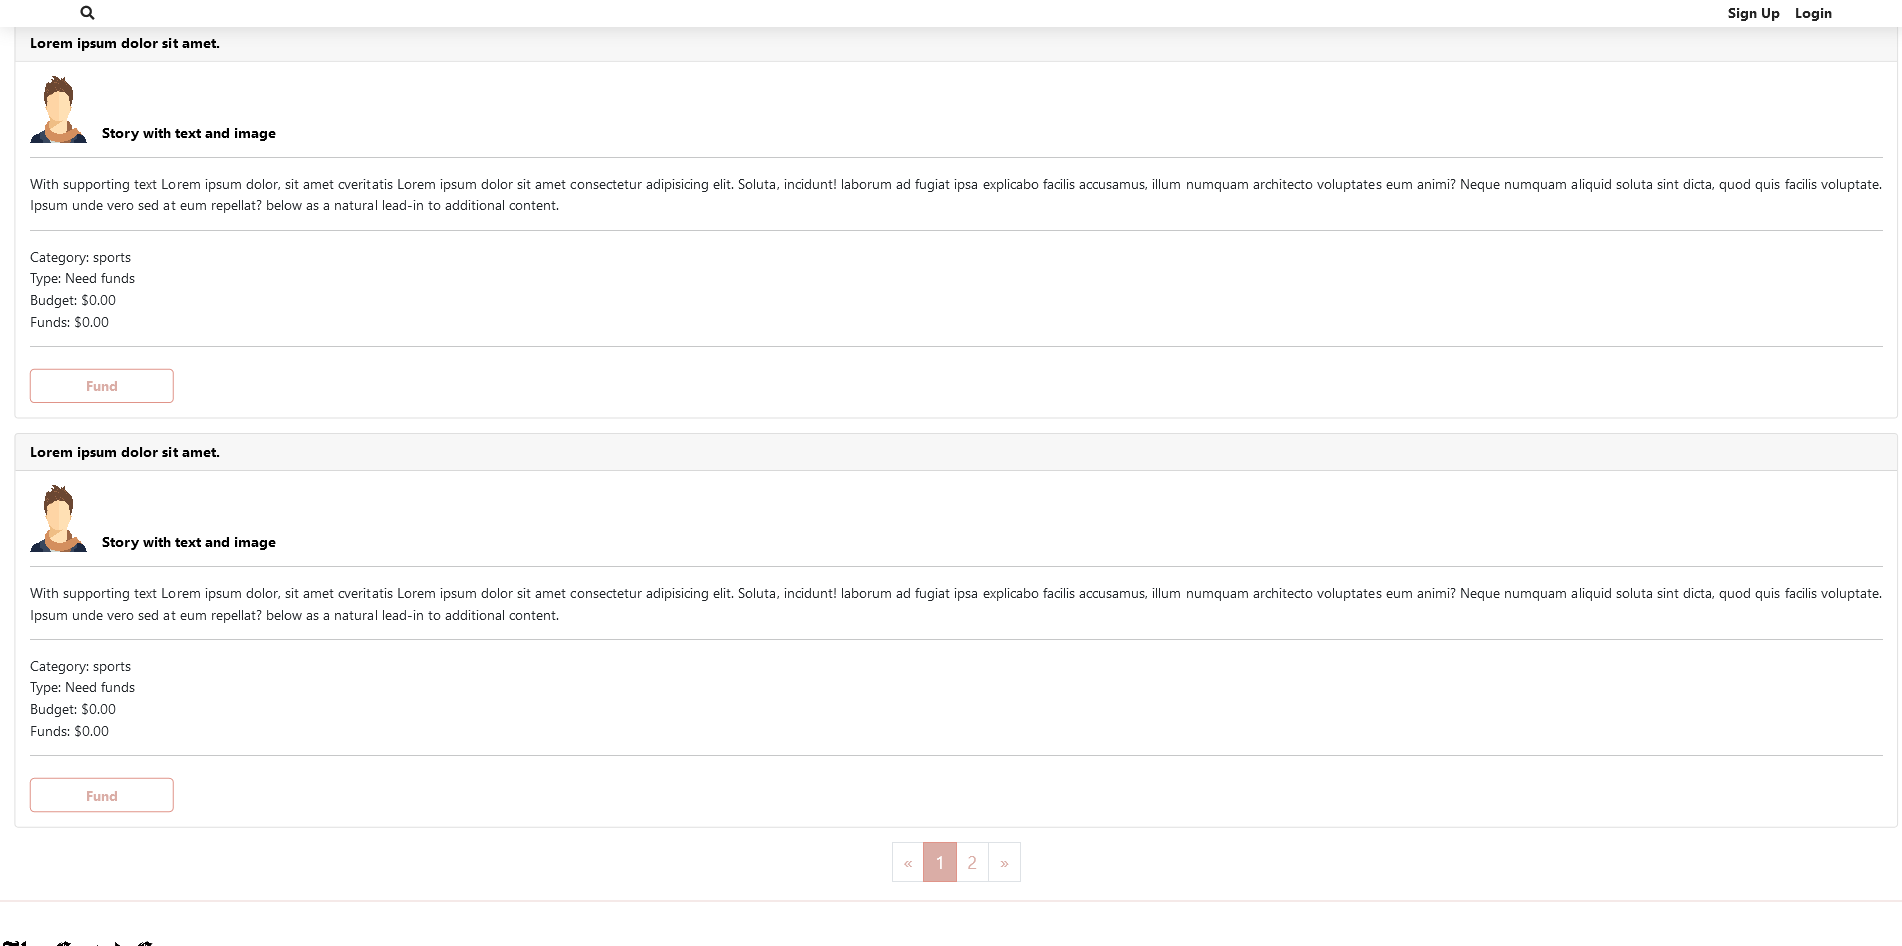 Sign Up Login
Lorem ipsum dolor sit amet.
Story with text and image
With supporting text Lorem ipsum dolor, sit amet cveritatis Lorem ipsum dolor sit amet consectetur adipisicing elit. Soluta, incidunt! laborum ad fugiat ipsa explicabo facilis accusamus, illum numquam architecto voluptates eum animi? Neque numquam aliquid soluta sint dicta, quod quis facilis voluptate.
Ipsum unde vero sed at eum repellat? below as a natural lead-in to additional content.
Category: sports
Type: Need funds
Budget: $0.00
Funds: $0.00
Fund
Lorem ipsum dolor sit amet.
Story with text and image
With supporting text Lorem ipsum dolor, sit amet cveritatis Lorem ipsum dolor sit amet consectetur adipisicing elit. Soluta, incidunt! laborum ad fugiat ipsa explicabo facilis accusamus, illum numquam architecto voluptates eum animi? Neque numquam aliquid soluta sint dicta, quod quis facilis voluptate.
Ipsum unde vero sed at eum repellat? below as a natural lead-in to additional content.
Category: sports
Type: Need funds
Budget: $0.00
Funds: $0.00
Fund
« 1 2 »